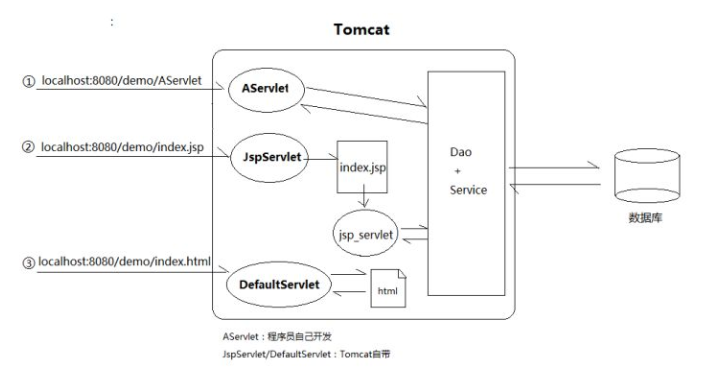 :
Tomcat
① localhost:8080/demo/AServlet
AServlet
② localhost:8080/demo/index.jsp
JspServlet
index.jsp
jsp_servlet
Dao
+
Service
数据库
③ localhost:8080/demo/index.html
DefaultServlet
html
AServlet：程序员自己开发
JspServlet/DefaultServlet：Tomcat自带